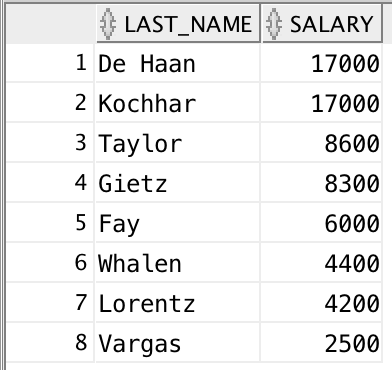 LAST_NAME SALARY
1 De Haan 17000
2 Kochhar 17000
3 Taylor 8600
4 Gietz 8300
5 Fay 6000
6 Whalen 4400
7 Lorentz 4200
8 Vargas 2500